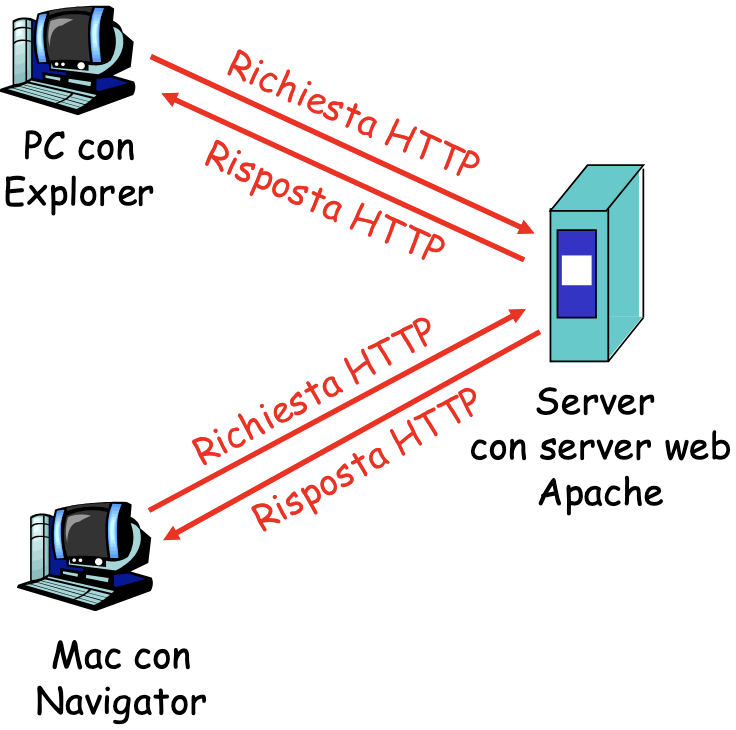 Richiesta HTTP
Risposta HTTP
PC con
Explorer
Richiesta HTTP
Risposta HTTP
Server
con server web
Apache
Mac con
Navigator